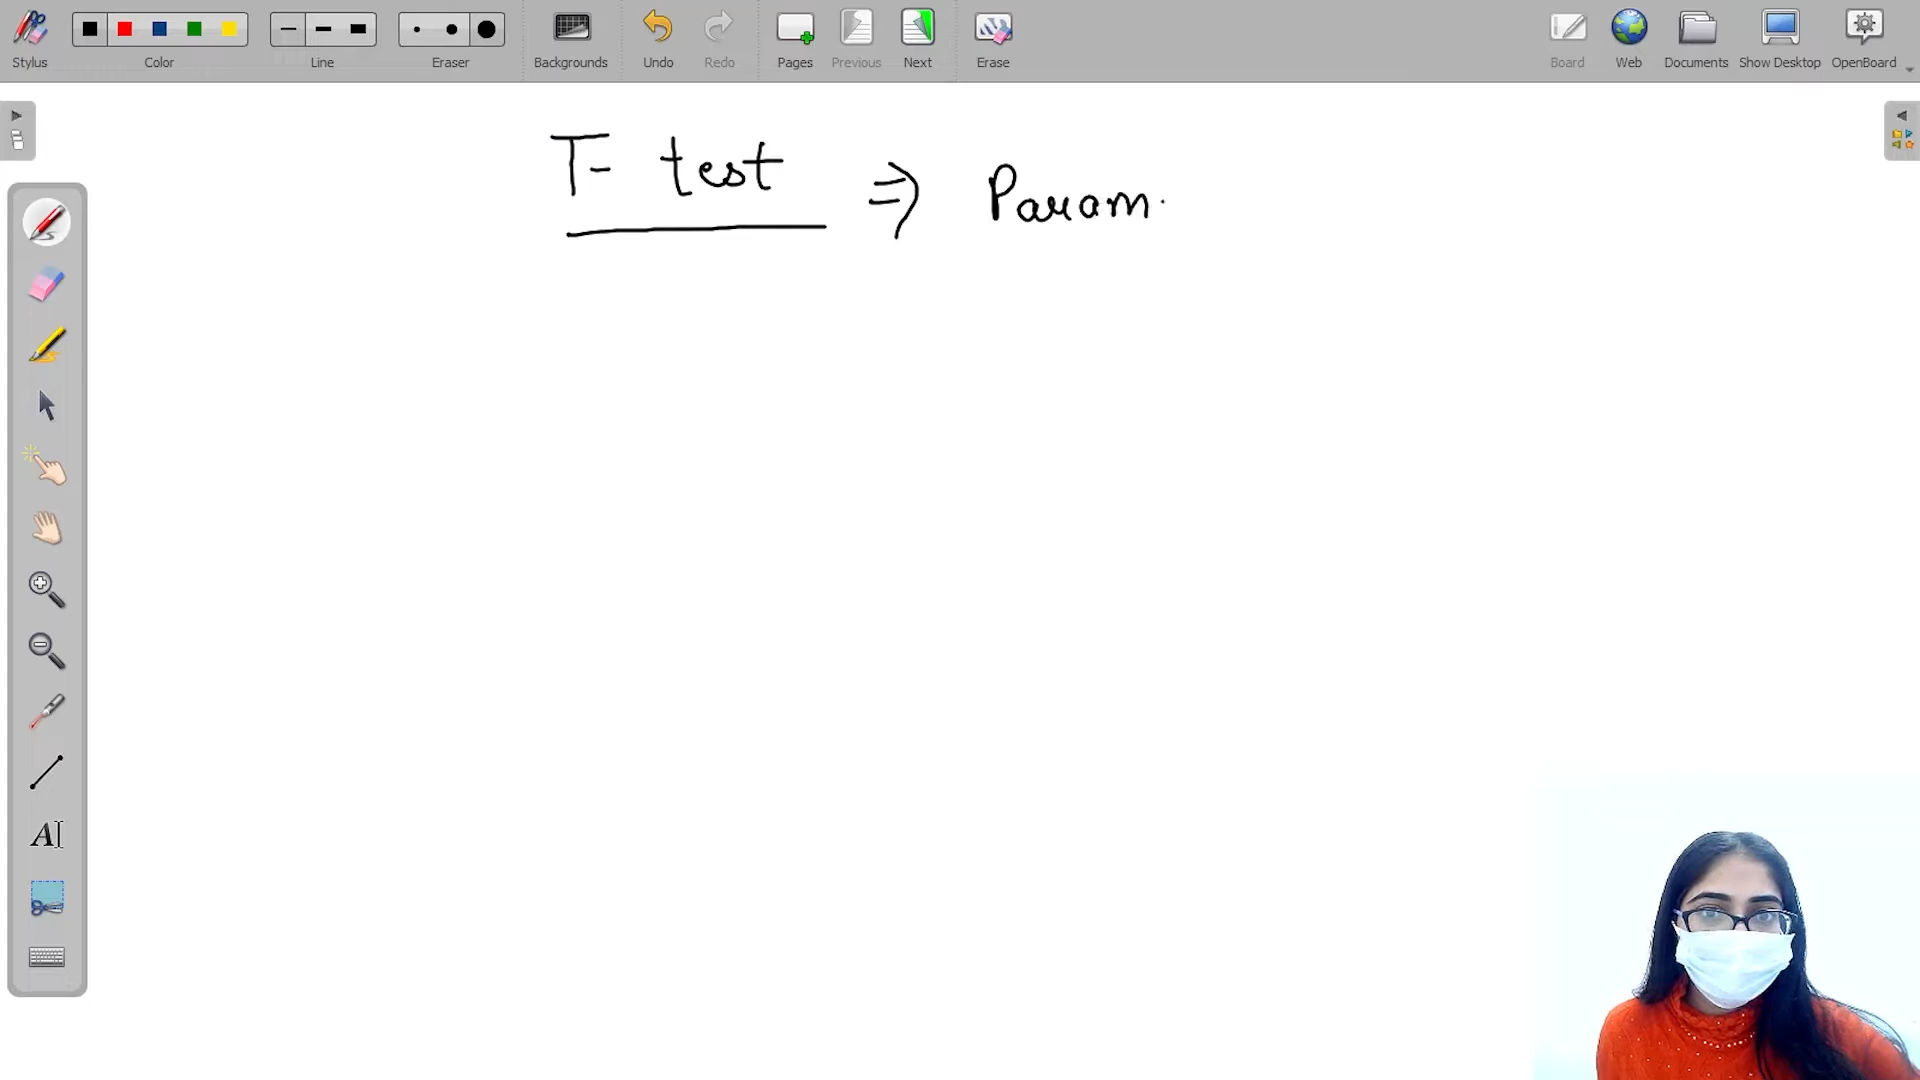 Stylus Color Line Eraser Backgrounds Undo Redo Pages Previous Next Erase Board Web Documents Show Desktop OpenBoard
T- test ⇒ Param.